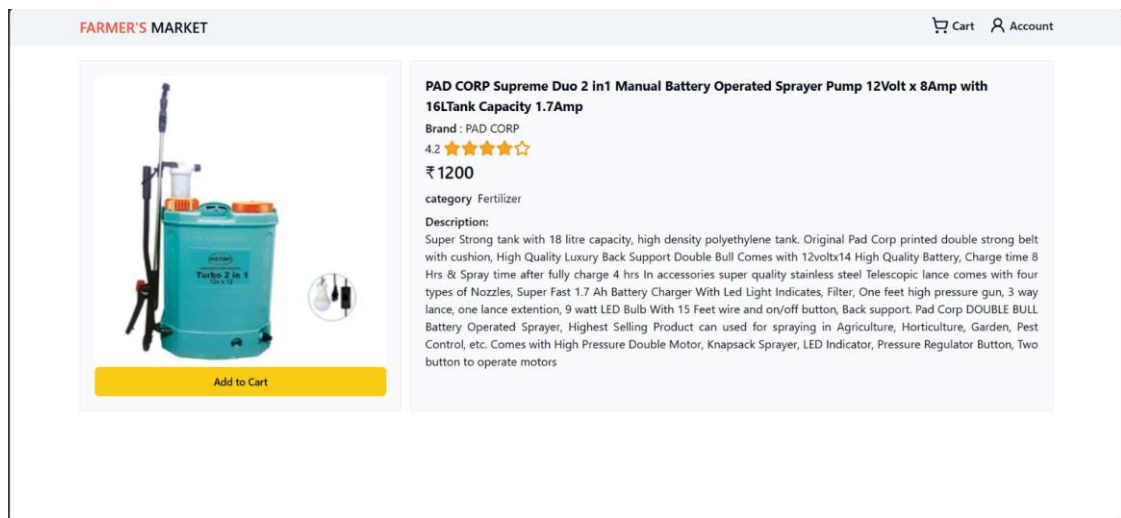 FARMER'S MARKET
Cart
Account
PAD CORP Supreme Duo 2 in1 Manual Battery Operated Sprayer Pump 12Volt x 8Amp with
16LTank Capacity 1.7Amp
Brand : PAD CORP
4.2
₹1200
category Fertilizer
Description:
Super Strong tank with 18 litre capacity, high density polyethylene tank. Original Pad Corp printed double strong belt
with cushion, High Quality Luxury Back Support Double Bull Comes with 12voltx14 High Quality Battery, Charge time 8
Hrs & Spray time after fully charge 4 hrs In accessories super quality stainless steel Telescopic lance comes with four
types of Nozzles, Super Fast 1.7 Ah Battery Charger With Led Light Indicates, Filter, One feet high pressure gun, 3 way
lance, one lance extention, 9 watt LED Bulb With 15 Feet wire and on/off button, Back support. Pad Corp DOUBLE BULL
Battery Operated Sprayer, Highest Selling Product can used for spraying in Agriculture, Horticulture, Garden, Pest
Control, etc. Comes with High Pressure Double Motor, Knapsack Sprayer, LED Indicator, Pressure Regulator Button, Two
button to operate motors
PAD CORP
Turbo 2 in 1
Add to Cart